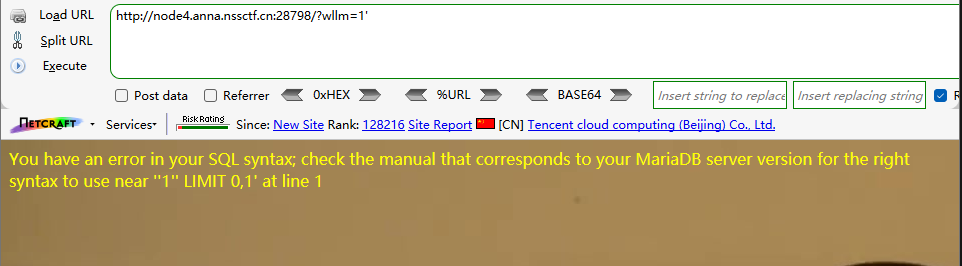 Load URL
http://node4.anna.nssctf.cn:28798/?wllm=1'
Split URL
Execute
Post data Referrer 0xHEX %URL BASE64 Insert string to replace Insert replacing string R
NETCRAFT Services Risk Rating Since: New Site Rank: 128216 Site Report [CN] Tencent cloud computing (Beijing) Co., Ltd.
You have an error in your SQL syntax; check the manual that corresponds to your MariaDB server version for the right
syntax to use near ''1'' LIMIT 0,1' at line 1